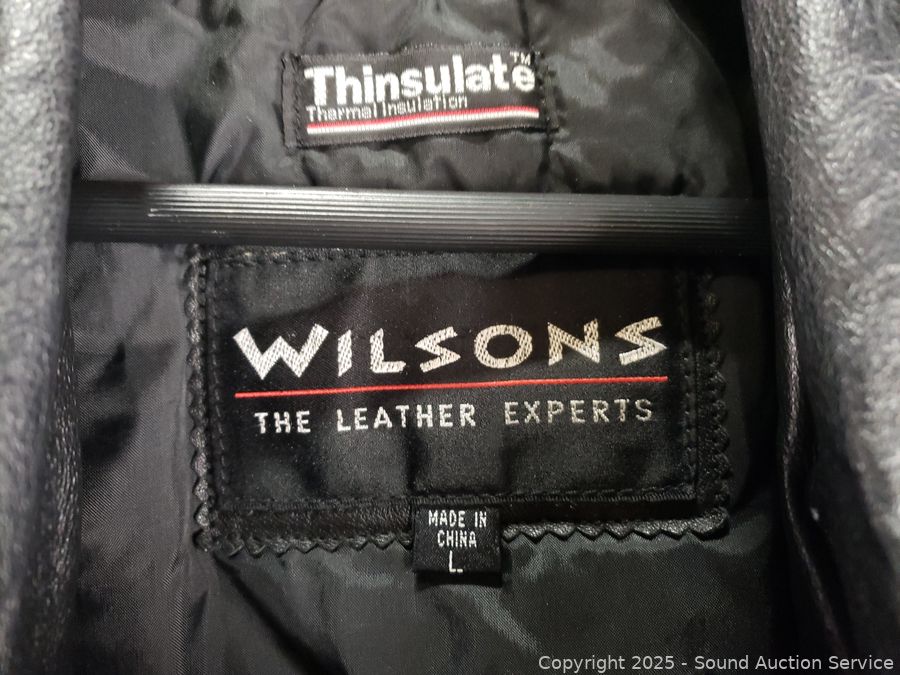 Thinsulate™
Thermal Insulation
WILSONS
THE LEATHER EXPERTS
MADE IN
CHINA
L
Copyright 2025 - Sound Auction Service